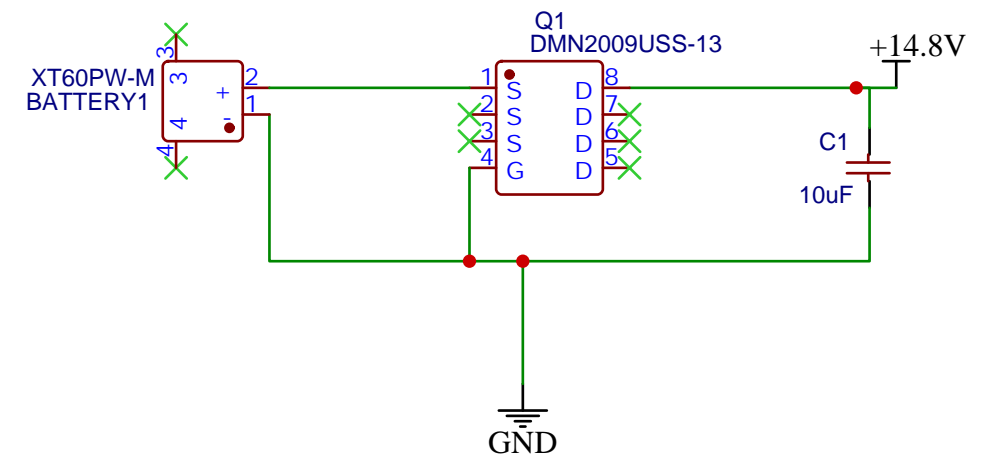 Q1
DMN2009USS-13
+14.8V
XT60PW-M
BATTERY1
3
3
4
4
+
-
2
1
1 S D 8
2 S D 7
3 S D 6
4 G D 5
C1
10uF
GND